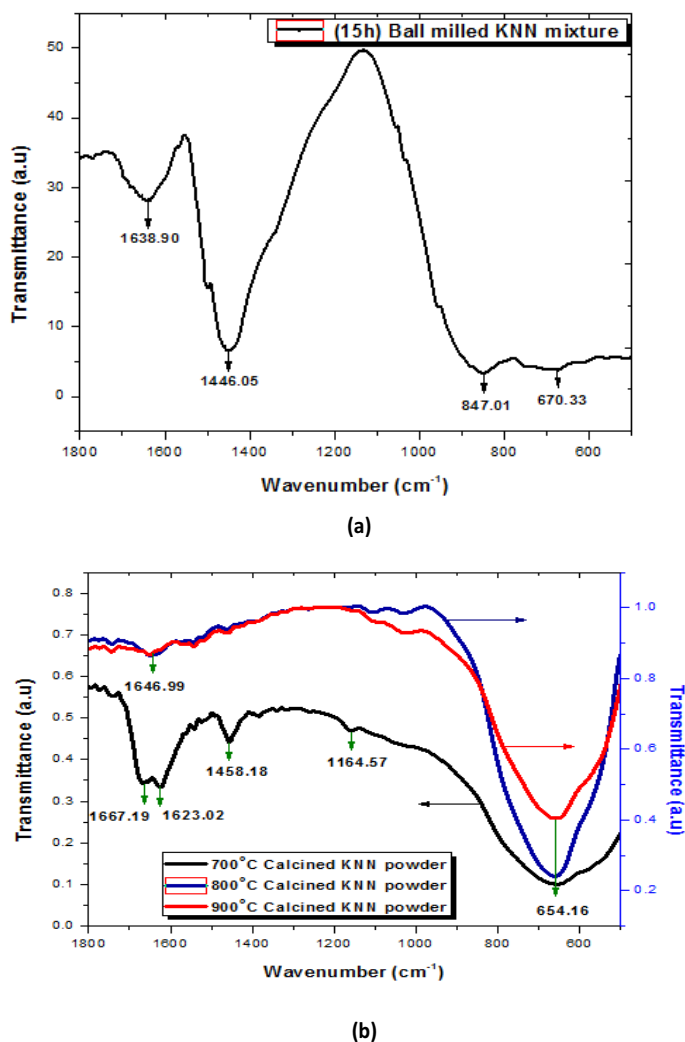 (15h) Ball milled KNN mixture
50
40
30
20
10
0
Transmittance (a.u)
1638.90
1446.05
847.01
670.33
1800 1600 1400 1200 1000 800 600
Wavenumber (cm-1)
(a)
0.8
0.7
0.6
0.5
0.4
0.3
0.2
0.1
0.0
Transmittance (a.u)
1.0
0.8
0.6
0.4
0.2
Transmittance (a.u)
1646.99
1458.18
1164.57
1667.19 1623.02
654.16
700°C Calcined KNN powder
800°C Calcined KNN powder
900°C Calcined KNN powder
1800 1600 1400 1200 1000 800 600
Wavenumber (cm-1)
(b)